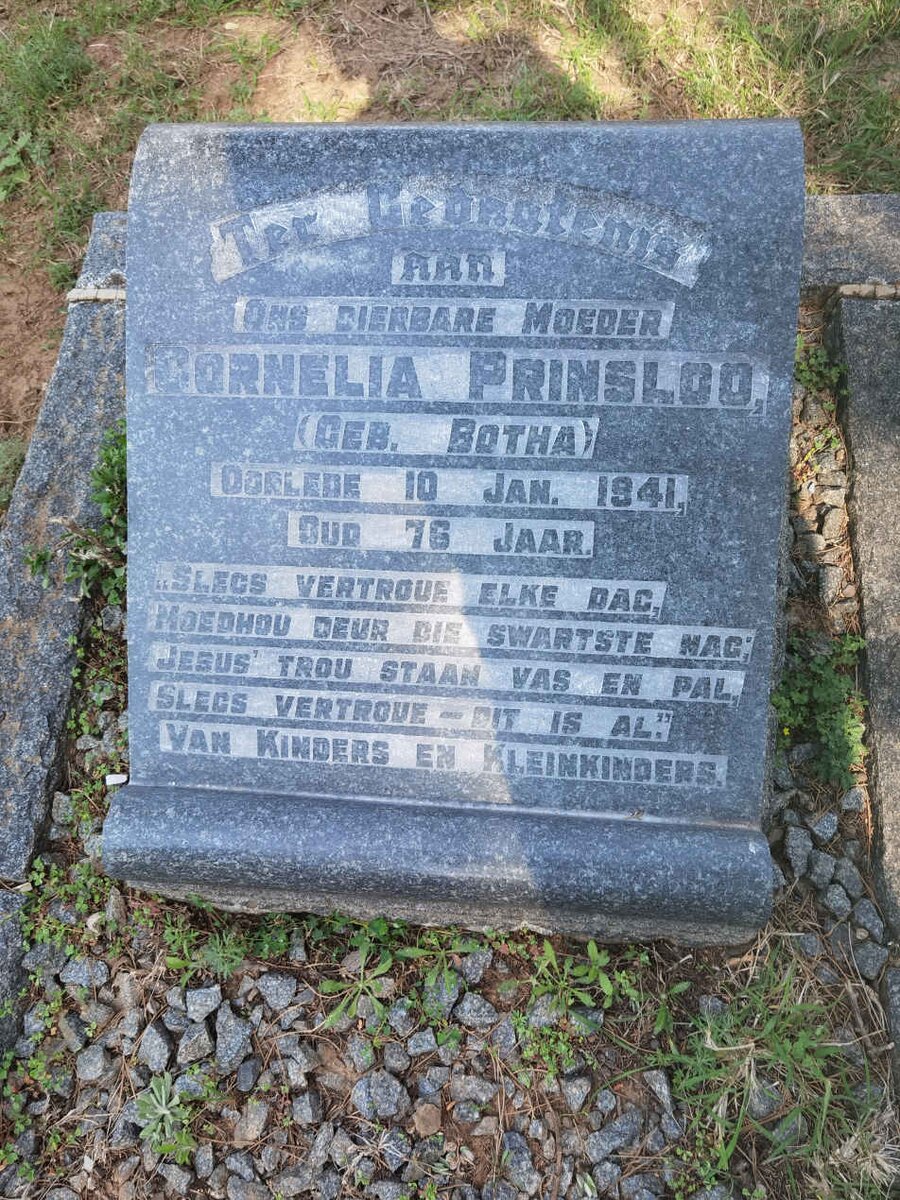 Ter Gedagtenis
AAN
ONS DIERBARE MOEDER
CORNELIA PRINSLOO,
(GEB. BOTHA)
OORLEDE 10 JAN. 1941,
OUD 76 JAAR.
„SLEGS VERTROUE ELKE DAG,
MOEDHOU DEUR DIE SWARTSTE NAG;
JESUS' TROU STAAN VAS EN PAL,
SLEGS VERTROUE – DIT IS AL."
VAN KINDERS EN KLEINKINDERS.